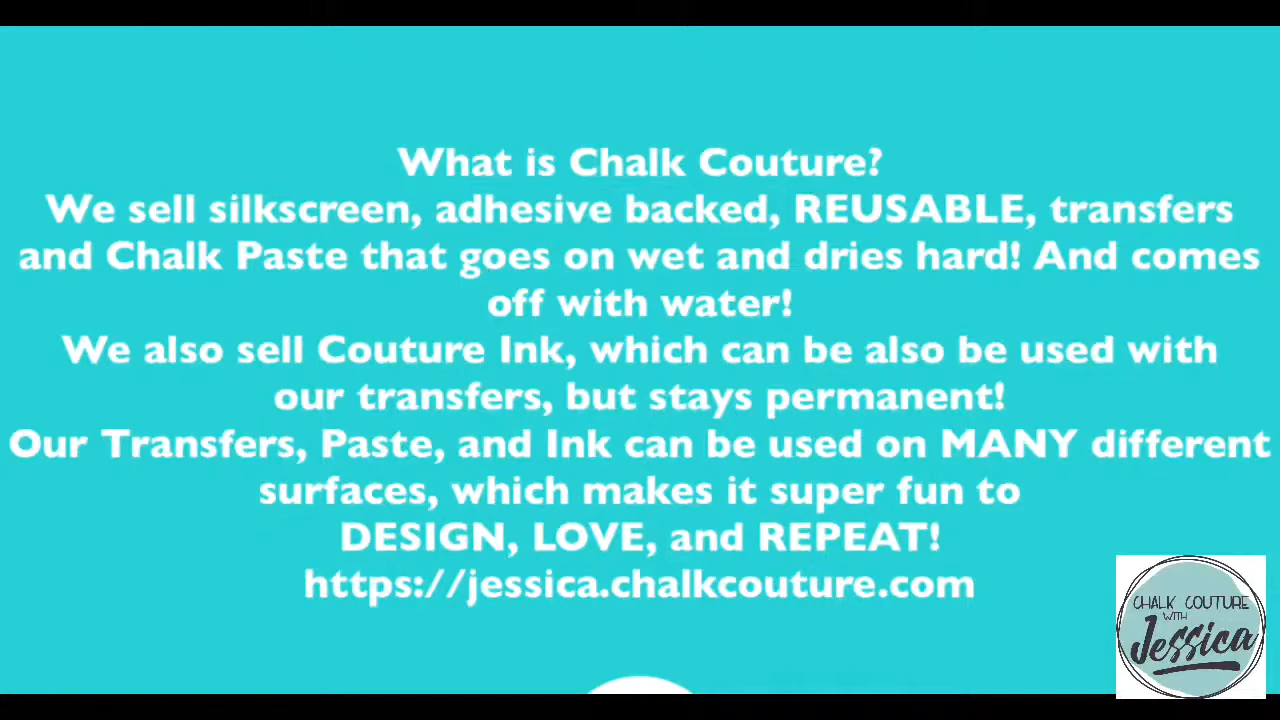 What is Chalk Couture?
We sell silkscreen, adhesive backed, REUSABLE, transfers
and Chalk Paste that goes on wet and dries hard! And comes
off with water!
We also sell Couture Ink, which can be also be used with
our transfers, but stays permanent!
Our Transfers, Paste, and Ink can be used on MANY different
surfaces, which makes it super fun to
DESIGN, LOVE, and REPEAT!
https://jessica.chalkcouture.com
CHALK COUTURE
WITH
Jessica